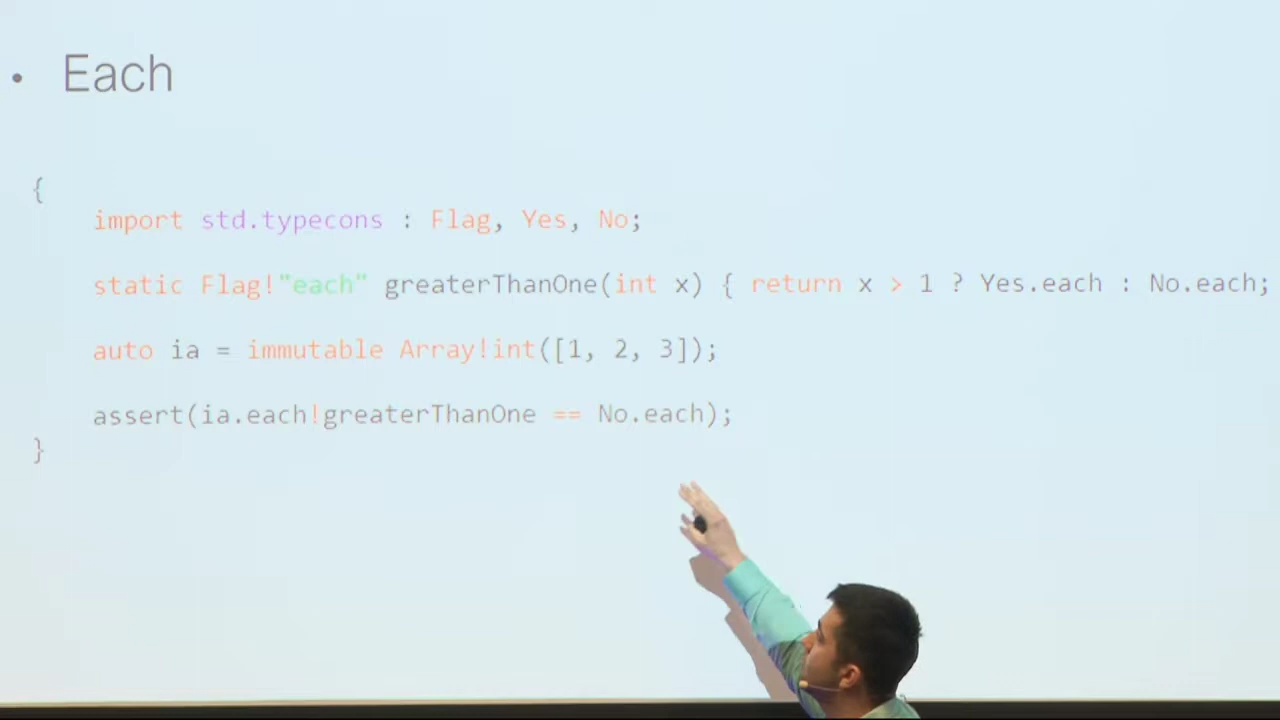 • Each
{
import std.typecons : Flag, Yes, No;
static Flag!"each" greaterThanOne(int x) { return x > 1 ? Yes.each : No.each;
auto ia = immutable Array!int([1, 2, 3]);
assert(ia.each!greaterThanOne == No.each);
}